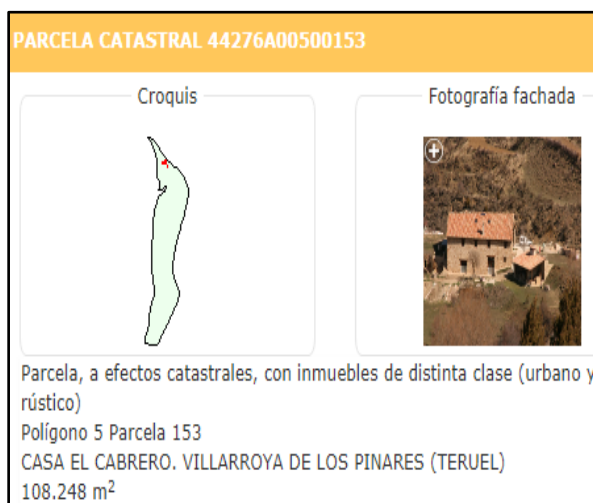 PARCELA CATASTRAL 44276A00500153
Croquis
Fotografía fachada
Parcela, a efectos catastrales, con inmuebles de distinta clase (urbano y
rústico)
Polígono 5 Parcela 153
CASA EL CABRERO. VILLARROYA DE LOS PINARES (TERUEL)
108.248 m²